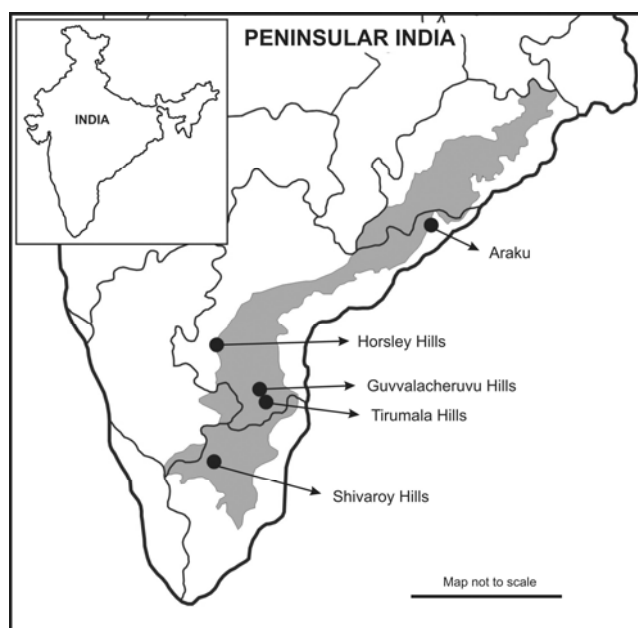 PENINSULAR INDIA
INDIA
Araku
Horsley Hills
Guvvalacheruvu Hills
Tirumala Hills
Shivaroy Hills
Map not to scale